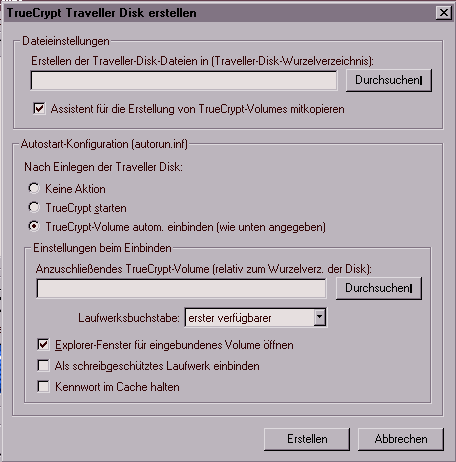 TrueCrypt Traveller Disk erstellen
Dateieinstellungen
Erstellen der Traveller-Disk-Dateien in (Traveller-Disk-Wurzelverzeichnis):
Durchsuchen
Assistent für die Erstellung von TrueCrypt-Volumes mitkopieren
Autostart-Konfiguration (autorun.inf)
Nach Einlegen der Traveller Disk:
Keine Aktion
TrueCrypt starten
TrueCrypt-Volume autom. einbinden (wie unten angegeben)
Einstellungen beim Einbinden
Anzuschließendes TrueCrypt-Volume (relativ zum Wurzelverz. der Disk):
Durchsuchen
Laufwerksbuchstabe: erster verfügbarer
Explorer-Fenster für eingebundenes Volume öffnen
Als schreibgeschütztes Laufwerk einbinden
Kennwort im Cache halten
Erstellen Abbrechen